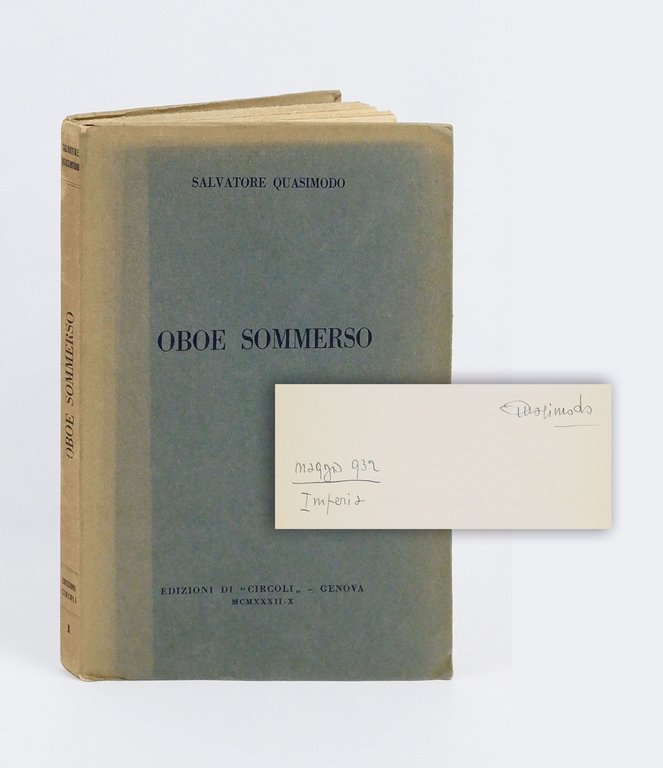 SALVATORE QUASIMODO
OBOE SOMMERSO
EDIZIONI DI "CIRCOLI„ - GENOVA
MCMXXXII-X
SALVATORE
QUASIMODO
OBOE SOMMERSO
EDIZIONI
CIRCOLI
1
Quasimodo
maggio 932
Imperia